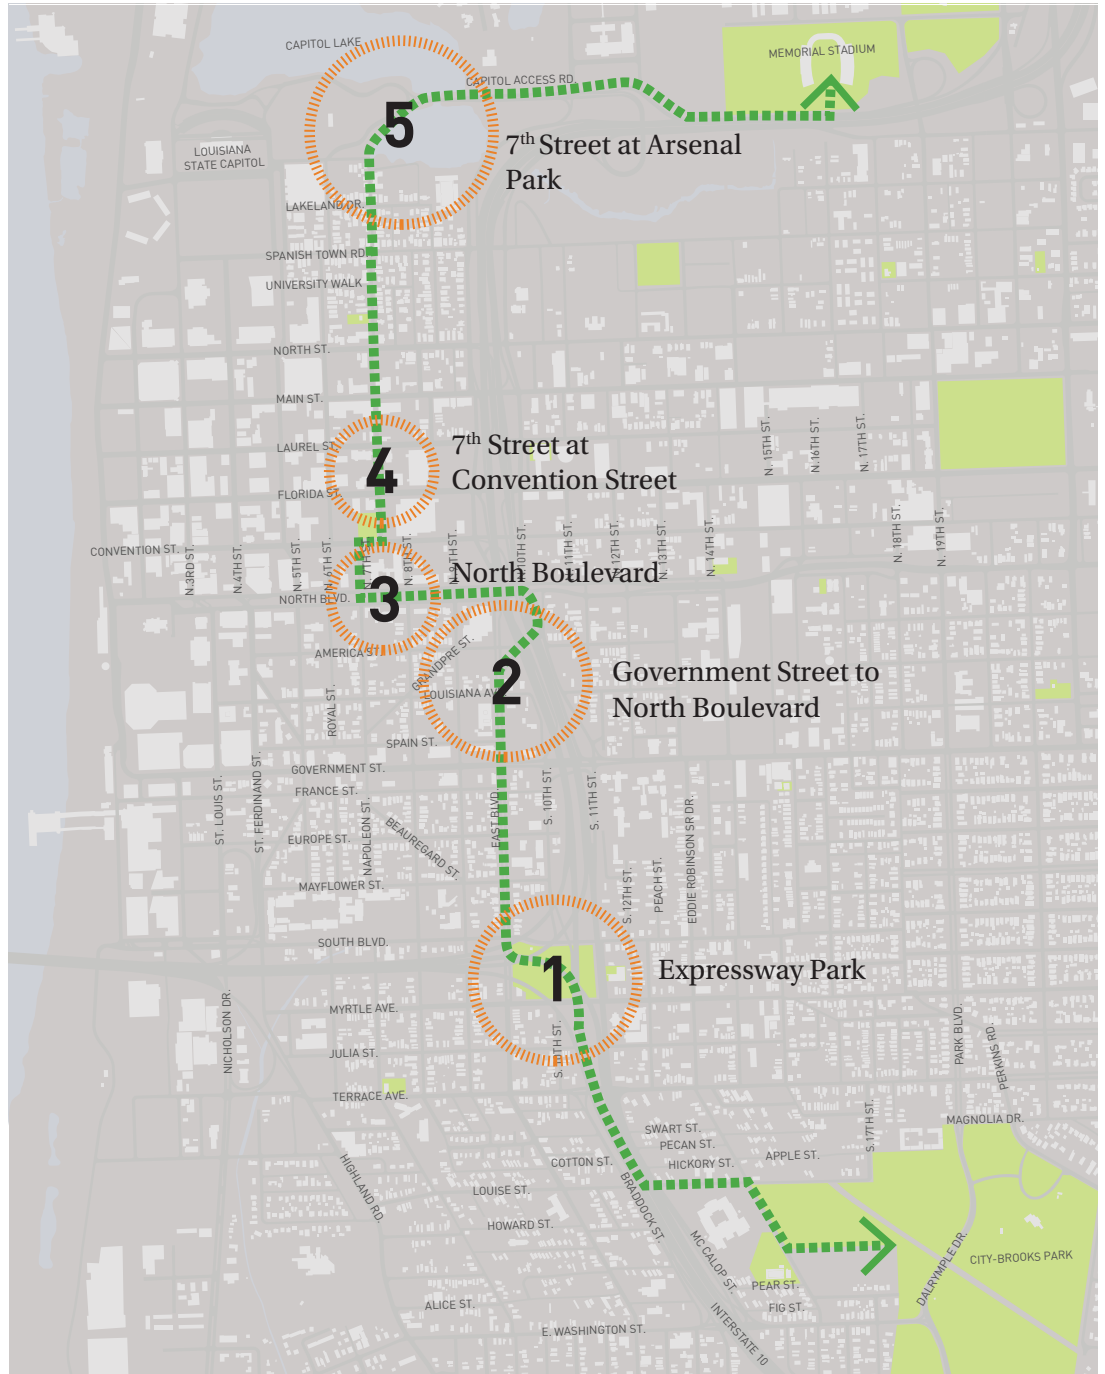 CAPITOL LAKE
MEMORIAL STADIUM
CAPITOL ACCESS RD.
5
7th Street at Arsenal
Park
LOUISIANA
STATE CAPITOL
LAKELAND DR.
SPANISH TOWN RD.
UNIVERSITY WALK
NORTH ST.
MAIN ST.
LAUREL ST.
4
7th Street at
Convention Street
N. 15TH ST.
N. 16TH ST.
N. 17TH ST.
FLORIDA ST.
CONVENTION ST.
N. 3RD ST.
N. 4TH ST.
N. 5TH ST.
N. 6TH ST.
N. 7TH ST.
N. 8TH ST.
N. 9TH ST.
N. 10TH ST.
N. 11TH ST.
N. 12TH ST.
N. 13TH ST.
N. 14TH ST.
N. 18TH ST.
N. 19TH ST.
North Boulevard
NORTH BLVD.
3
AMERICA ST.
GRANDPRE ST.
LOUISIANA AV
2
Government Street to
North Boulevard
ROYAL ST.
SPAIN ST.
GOVERNMENT ST.
FRANCE ST.
ST. LOUIS ST.
ST. FERDINAND ST.
EUROPE ST.
NAPOLEON ST.
BEAUREGARD ST.
EAST BLVD.
S. 10TH ST.
S. 11TH ST.
MAYFLOWER ST.
S. 12TH ST.
PEACH ST.
EDDIE ROBINSON SR DR.
SOUTH BLVD.
1
Expressway Park
NICHOLSON DR.
MYRTLE AVE.
JULIA ST.
S. 10TH ST.
PARK BLVD.
PERKINS RD.
TERRACE AVE.
SWART ST.
PECAN ST.
HICKORY ST.
APPLE ST.
S. 17TH ST.
MAGNOLIA DR.
HIGHLAND RD.
COTTON ST.
LOUISE ST.
HOWARD ST.
BRADDOCK ST.
MC CALOP ST.
DALRYMPLE DR.
CITY-BROOKS PARK
PEAR ST.
FIG ST.
ALICE ST.
E. WASHINGTON ST.
INTERSTATE 10